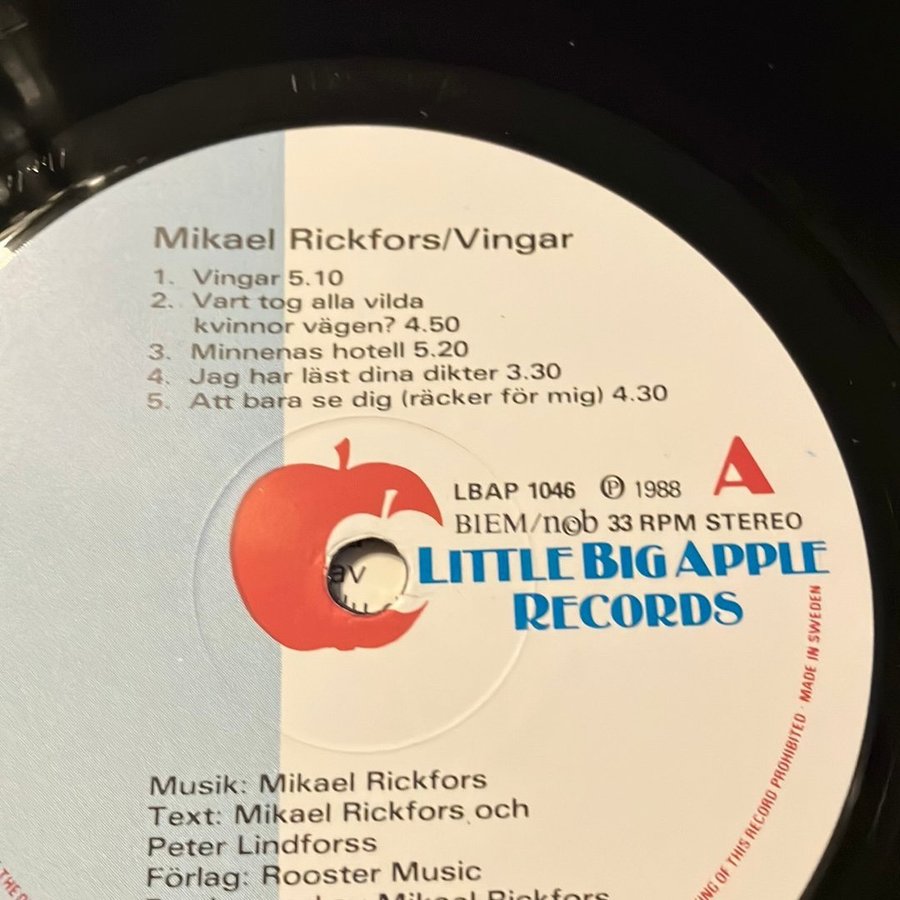 Mikael Rickfors/Vingar
1. Vingar 5.10
2. Vart tog alla vilda
kvinnor vägen? 4.50
3. Minnenas hotell 5.20
4. Jag har läst dina dikter 3.30
5. Att bara se dig (räcker för mig) 4.30
LBAP 1046 ℗ 1988 A
BIEM/n©b 33 RPM STEREO
av
LITTLE BIG APPLE
RECORDS
Musik: Mikael Rickfors
Text: Mikael Rickfors och
Peter Lindforss
Förlag: Rooster Music
Mikael Rickfors
OF THIS RECORD PROHIBITED · MADE IN SWEDEN